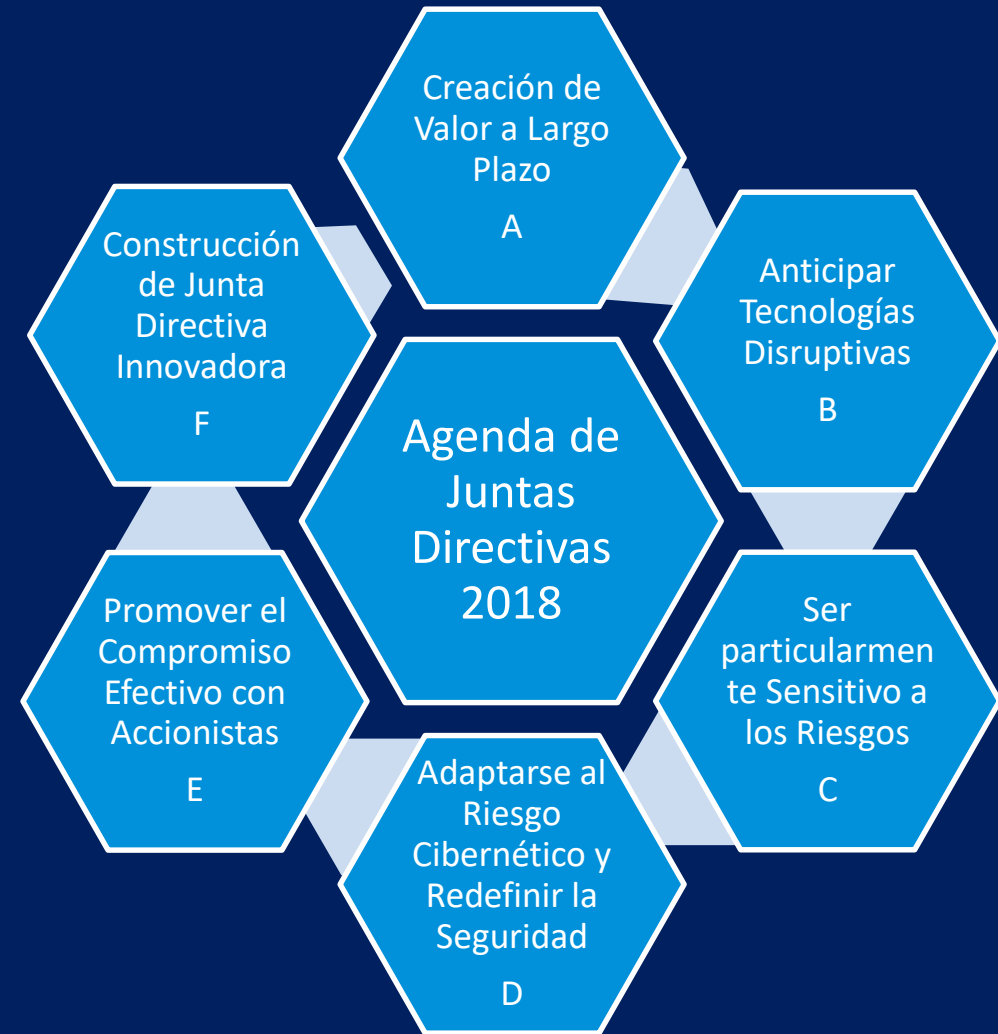 Creación de
Valor a Largo
Plazo
A
Anticipar
Tecnologías
Disruptivas
B
Ser
particularmen
te Sensitivo a
los Riesgos
C
Adaptarse al
Riesgo
Cibernético y
Redefinir la
Seguridad
D
Promover el
Compromiso
Efectivo con
Accionistas
E
Construcción
de Junta
Directiva
Innovadora
F
Agenda de
Juntas
Directivas
2018